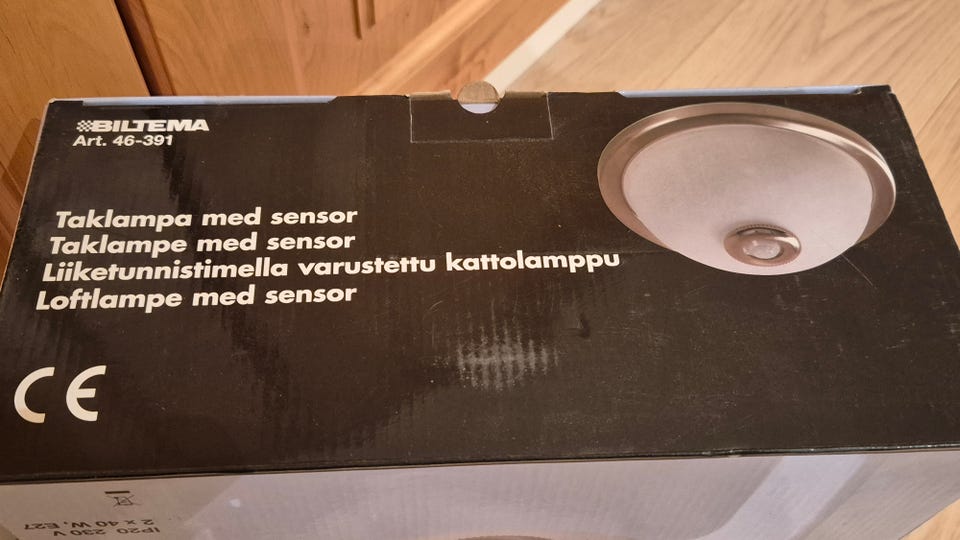 BILTEMA
Art. 46-391
Taklampa med sensor
Taklampe med sensor
Liiketunnistimella varustettu kattolamppu
Loftlampe med sensor
CE
IP20 230 V
2 x 40 W, E27